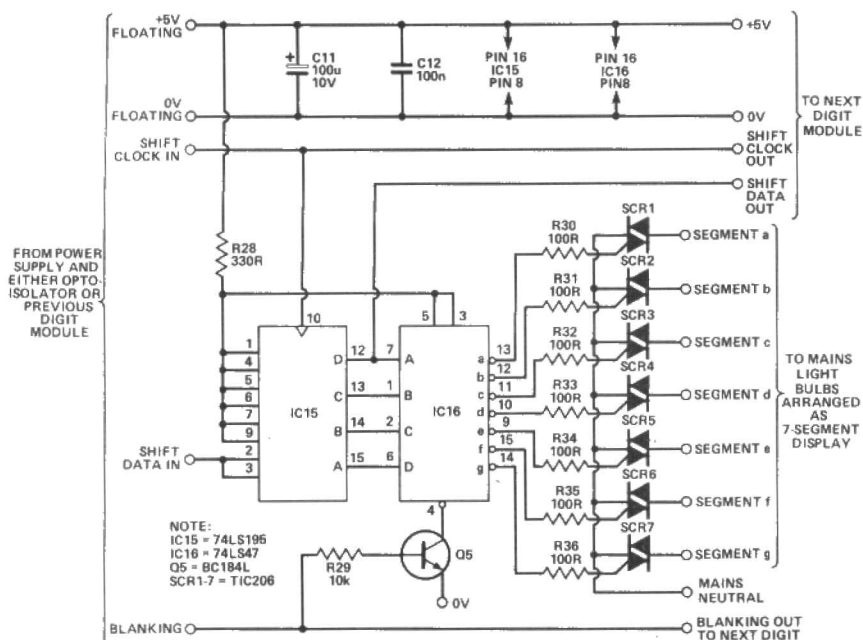 +5V
FLOATING
C11
100u
10V
C12
100n
PIN 16
IC15
PIN 8
PIN 16
IC16
PIN8
+5V
0V
FLOATING
0V
TO NEXT
DIGIT
MODULE
SHIFT
CLOCK IN
SHIFT
CLOCK
OUT
SHIFT
DATA
OUT
FROM POWER
SUPPLY AND
EITHER OPTO-
ISOLATOR OR
PREVIOUS
DIGIT
MODULE
R28
330R
10
1
4
5
6
7
9
2
3
IC15
D 12
C 13
B 14
A 15
5 3
7 A
1 B
2 C
6 D
IC16
a 13
b 12
c 11
d 10
e 9
f 15
g 14
4
R30
100R
R31
100R
R32
100R
R33
100R
R34
100R
R35
100R
R36
100R
SCR1
SEGMENT a
SCR2
SEGMENT b
SCR3
SEGMENT c
SCR4
SEGMENT d
SCR5
SEGMENT e
SCR6
SEGMENT f
SCR7
SEGMENT g
TO MAINS
LIGHT
BULBS
ARRANGED
AS
7-SEGMENT
DISPLAY
SHIFT
DATA IN
NOTE:
IC15 = 74LS195
IC16 = 74LS47
Q5 = BC184L
SCR1-7 = TIC206
R29
10k
Q5
0V
MAINS
NEUTRAL
BLANKING
BLANKING OUT
TO NEXT DIGIT